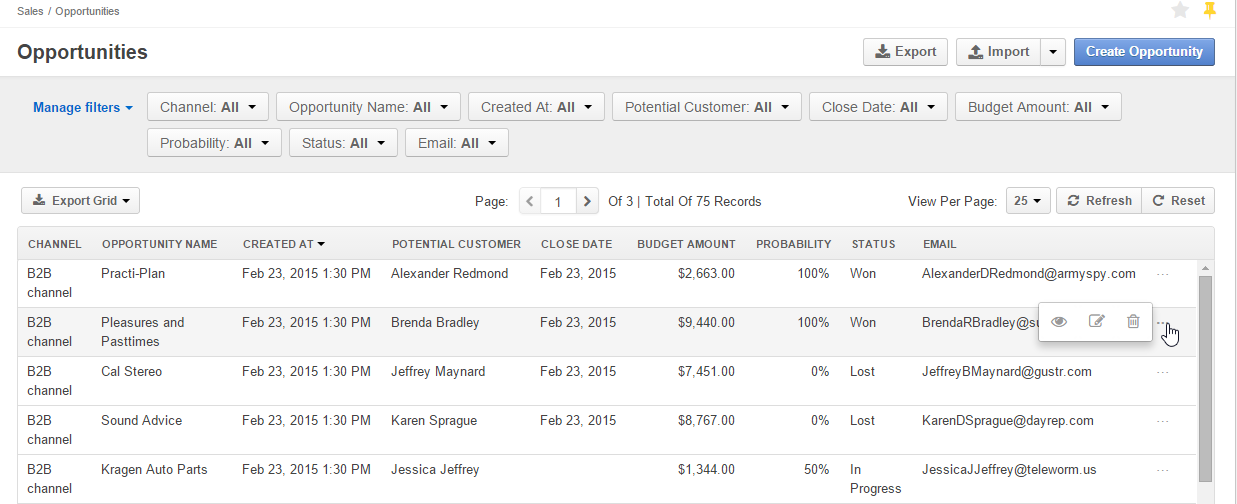 Sales / Opportunities
Opportunities
Export Import Create Opportunity
Manage filters Channel: All Opportunity Name: All Created At: All Potential Customer: All Close Date: All Budget Amount: All
Probability: All Status: All Email: All
Export Grid Page: 1 Of 3 | Total Of 75 Records View Per Page: 25 Refresh Reset
CHANNEL OPPORTUNITY NAME CREATED AT POTENTIAL CUSTOMER CLOSE DATE BUDGET AMOUNT PROBABILITY STATUS EMAIL
B2B Practi-Plan Feb 23, 2015 1:30 PM Alexander Redmond Feb 23, 2015 $2,663.00 100% Won AlexanderDRedmond@armyspy.com ...
channel
B2B Pleasures and Feb 23, 2015 1:30 PM Brenda Bradley Feb 23, 2015 $9,440.00 100% Won
channel Pasttimes
B2B Cal Stereo Feb 23, 2015 1:30 PM Jeffrey Maynard Feb 23, 2015 $7,451.00 0% Lost JeffreyBMaynard@gustr.com ...
channel
B2B Sound Advice Feb 23, 2015 1:30 PM Karen Sprague Feb 23, 2015 $8,767.00 0% Lost KarenDSprague@dayrep.com ...
channel
B2B Kragen Auto Parts Feb 23, 2015 1:30 PM Jessica Jeffrey $1,344.00 50% In JessicaJJeffrey@teleworm.us ...
channel Progress